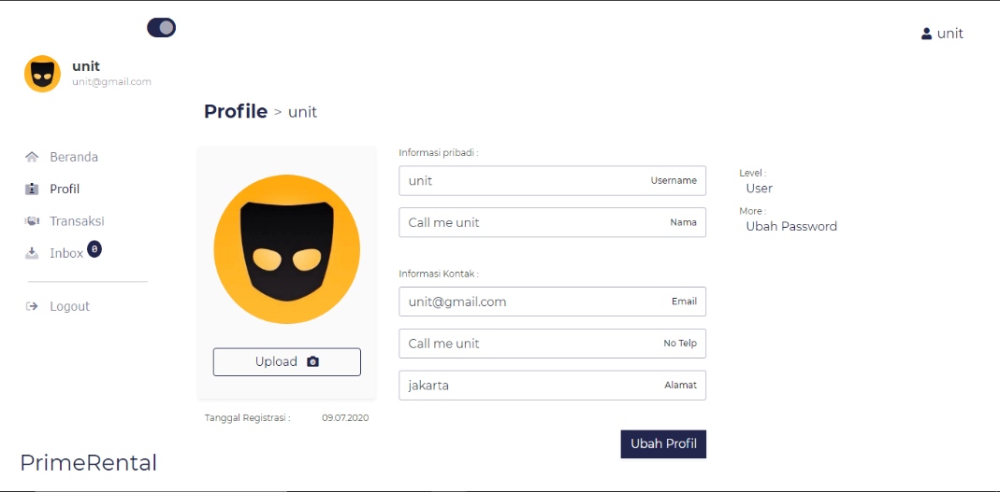 unit
unit
unit@gmail.com
Profile > unit
Beranda
Profil
Transaksi
Inbox 0
Logout
PrimeRental
Upload
Tanggal Registrasi : 09.07.2020
Informasi pribadi :
unit Username
Call me unit Nama
Informasi Kontak :
unit@gmail.com Email
Call me unit No Telp
jakarta Alamat
Ubah Profil
Level :
User
More :
Ubah Password